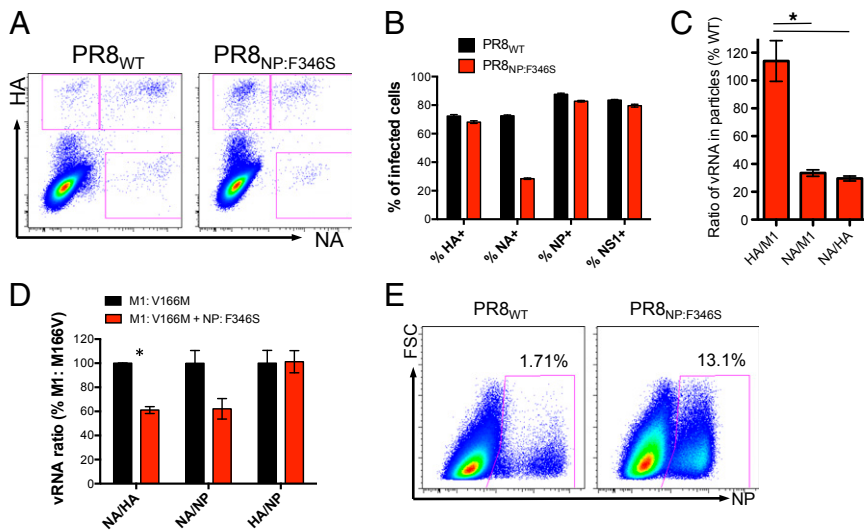 A
PR8WT
PR8NP:F346S
HA
NA
B
PR8WT
PR8NP:F346S
% of infected cells
100
80
60
40
20
0
% HA+
% NA+
% NP+
% NS1+
C
*
Ratio of vRNA in particles (% WT)
120
100
80
60
40
20
0
HA/M1
NA/M1
NA/HA
D
M1: V166M
M1: V166M + NP: F346S
vRNA ratio (% M1: M166V)
120
100
80
60
40
20
0
*
NA/HA
NA/NP
HA/NP
E
PR8WT
PR8NP:F346S
FSC
1.71%
13.1%
NP